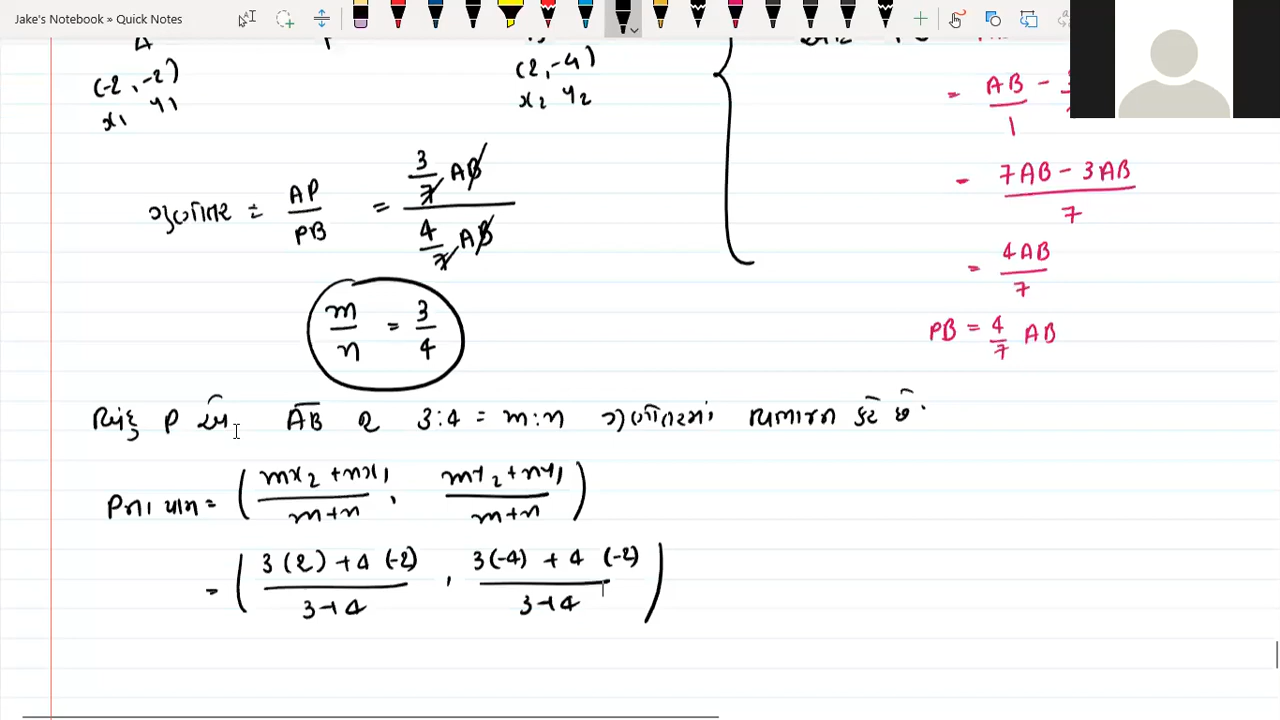 Jake's Notebook » Quick Notes
A
(-2, -2) (2, -4)
x₁ y₁ x₂ y₂
= AB/1 -
= (7AB - 3AB)/7
ગુણોત્તર = AP/PB = (3/7 AB)/(4/7 AB)
= 4AB/7
m/n = 3/4
PB = 4/7 AB
બિંદુ P એ AB નું 3:4 = m:n ગુણોત્તરમાં વિભાજન કરે છે.
P ના યામ = ((mx₂ + nx₁)/(m+n), (my₂ + ny₁)/(m+n))
= ((3(2) + 4(-2))/(3+4), (3(-4) + 4(-2))/(3+4))